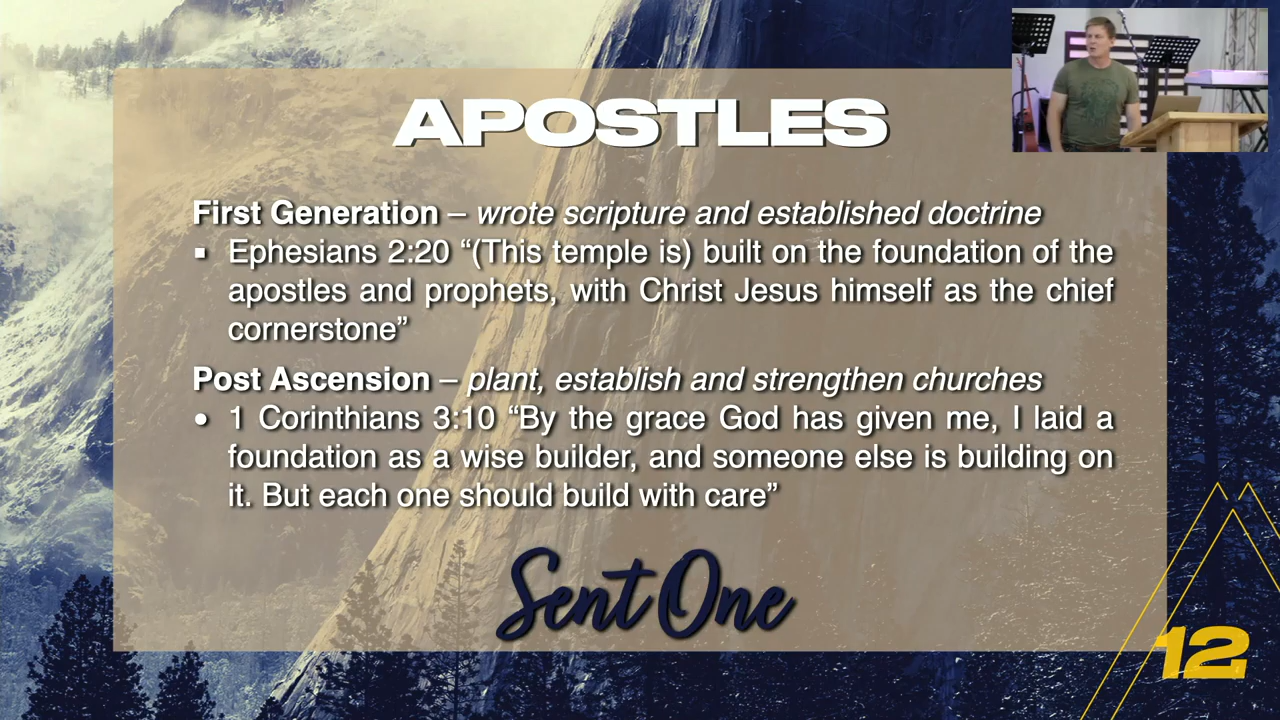 APOSTLES
First Generation – wrote scripture and established doctrine
▪ Ephesians 2:20 “(This temple is) built on the foundation of the
apostles and prophets, with Christ Jesus himself as the chief
cornerstone”
Post Ascension – plant, establish and strengthen churches
• 1 Corinthians 3:10 “By the grace God has given me, I laid a
foundation as a wise builder, and someone else is building on
it. But each one should build with care”
Sent One
12